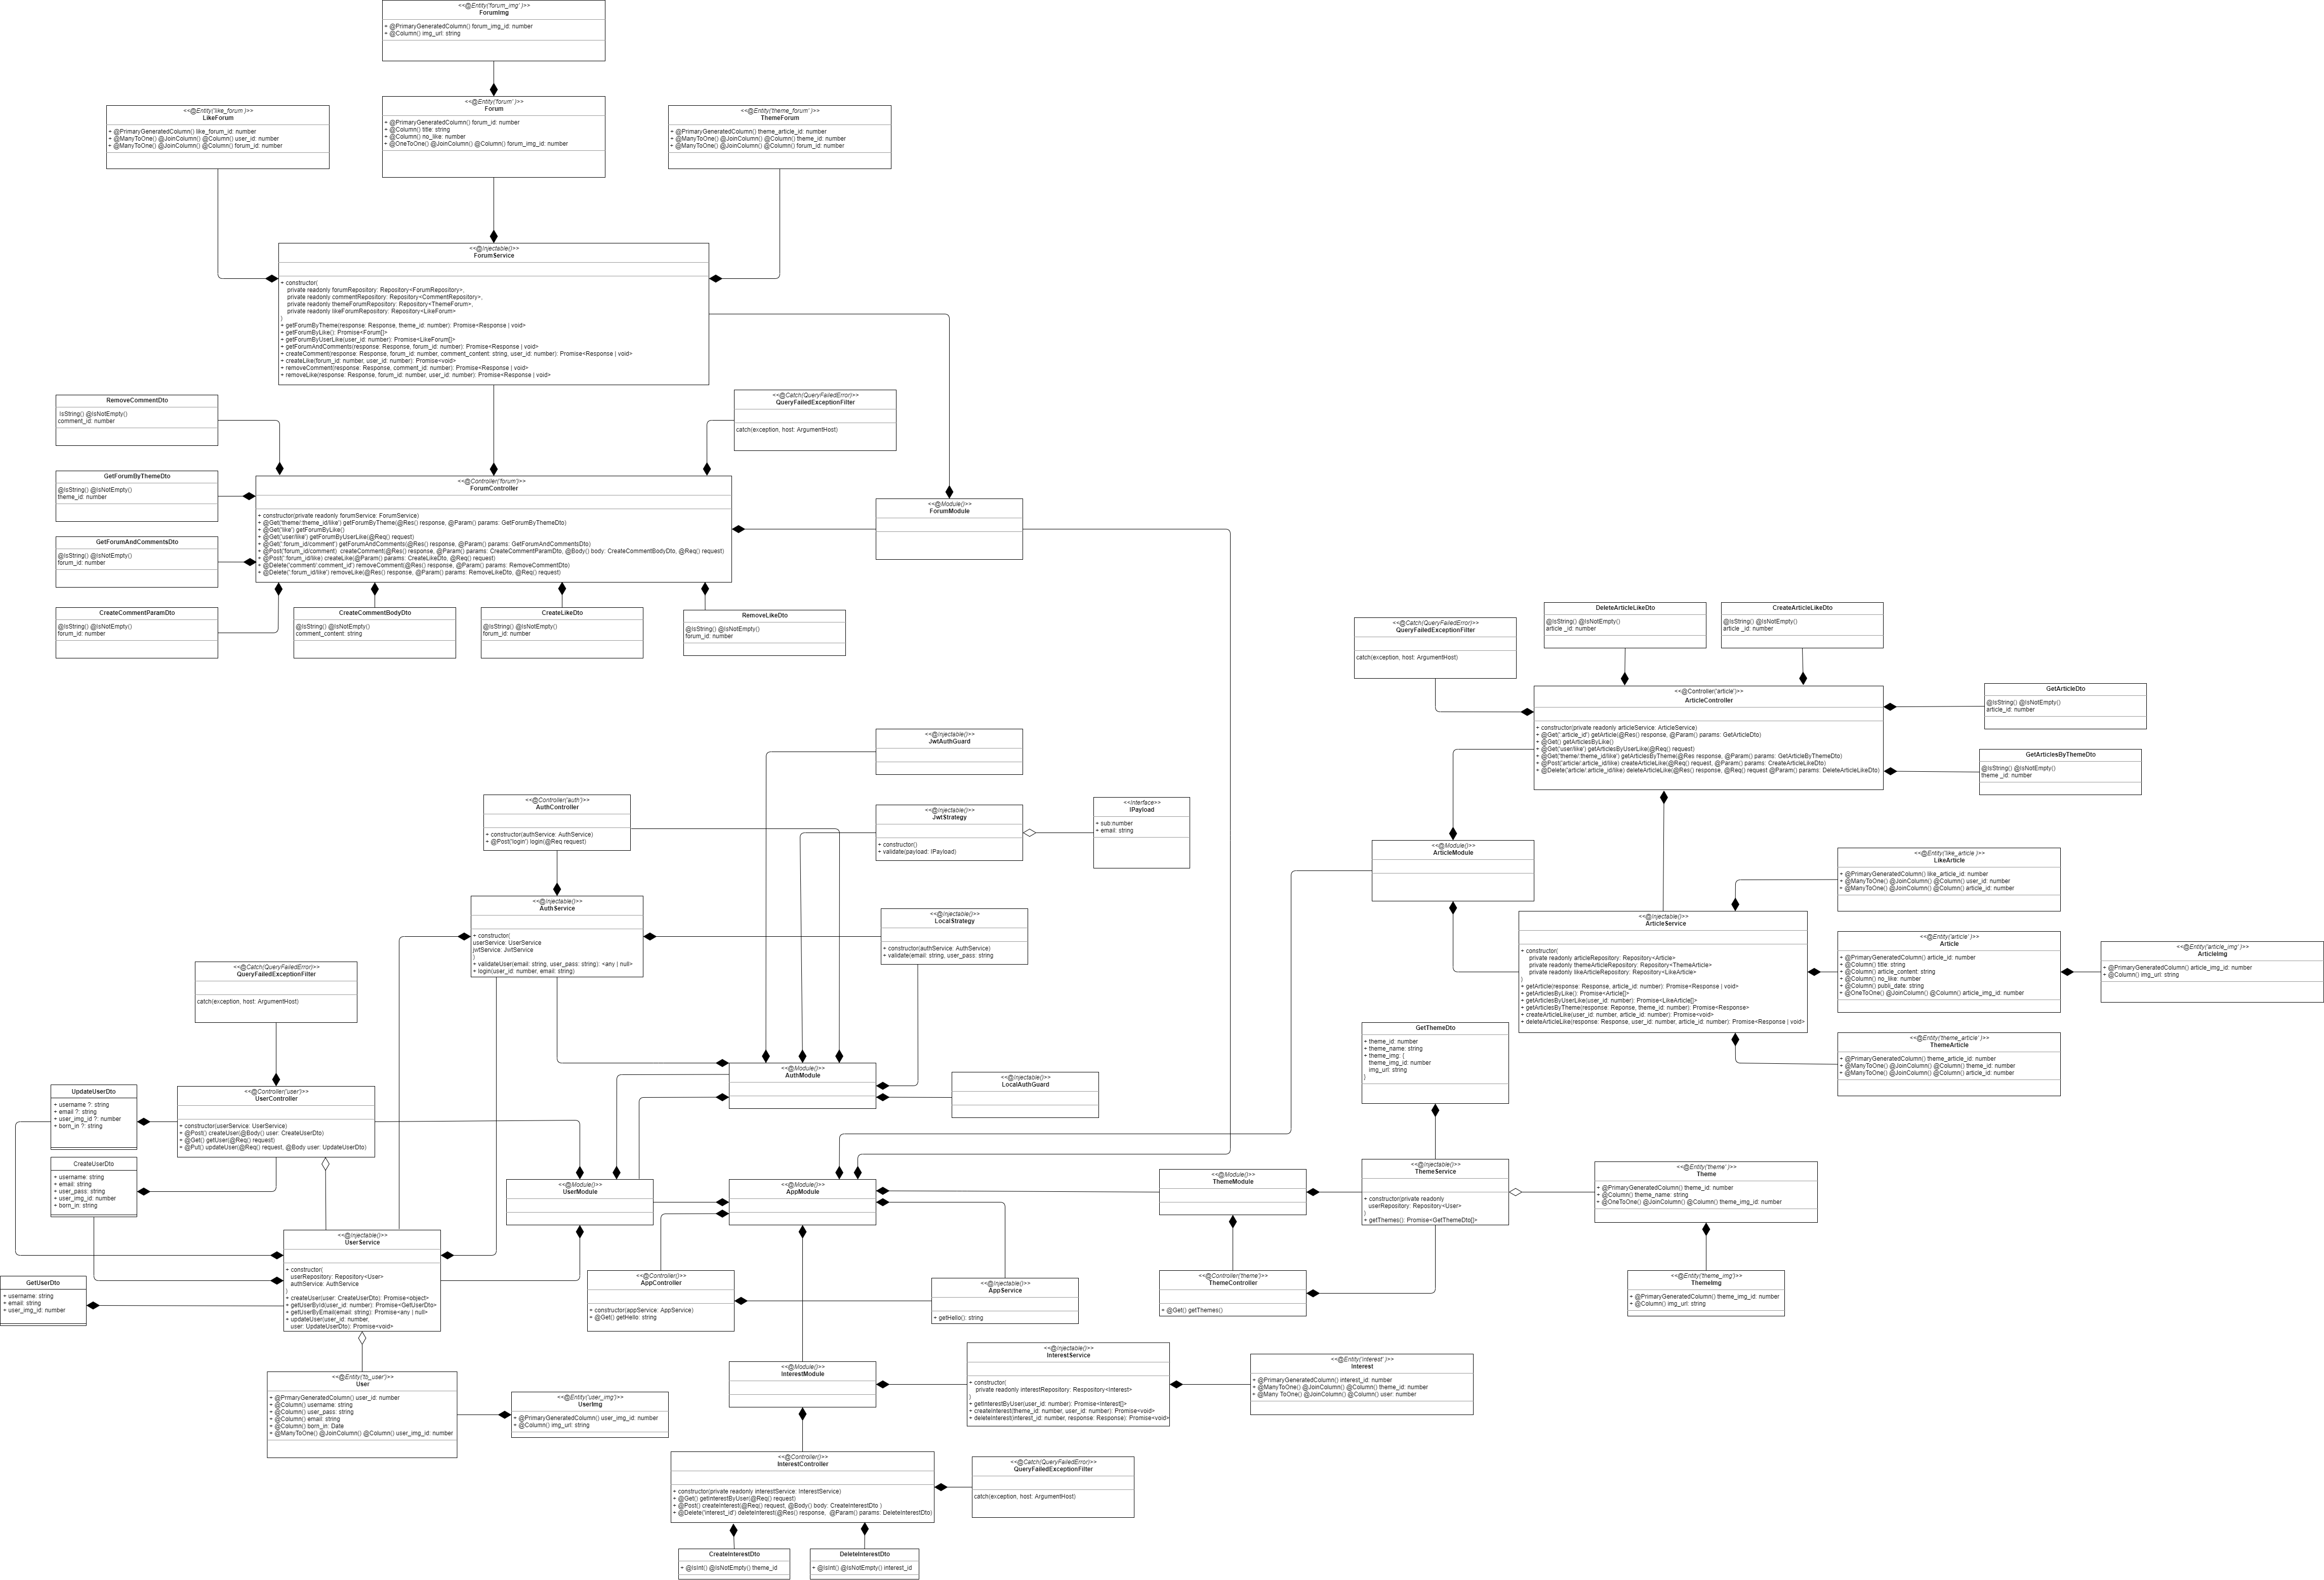 <<@Entity('forum_img' )>>
ForumImg
+ @PrimaryGeneratedColumn() forum_img_id: number
+ @Column() img_url: string
<<@Entity('like_forum )>>
LikeForum
+ @PrimaryGeneratedColumn() like_forum_id: number
+ @ManyToOne() @JoinColumn() @Column() user_id: number
+ @ManyToOne() @JoinColumn() @Column() forum_id: number
<<@Entity('forum' )>>
Forum
+ @PrimaryGeneratedColumn() forum_id: number
+ @Column() title: string
+ @Column() no_like: number
+ @OneToOne() @JoinColumn() @Column() forum_img_id: number
<<@Entity('theme_forum' )>>
ThemeForum
+ @PrimaryGeneratedColumn() theme_article_id: number
+ @ManyToOne() @JoinColumn() @Column() theme_id: number
+ @ManyToOne() @JoinColumn() @Column() forum_id: number
<<@Injectable()>>
ForumService
+ constructor(
private readonly forumRepository: Repository<ForumRepository>,
private readonly commentRepository: Repository<CommentRepository>,
private readonly themeForumRepository: Repository<ThemeForum>,
private readonly likeForumRepository: Repository<LikeForum>
)
+ getForumByTheme(response: Response, theme_id: number): Promise<Response | void>
+ getForumByLike(): Promise<Forum[]>
+ getForumByUserLike(user_id: number): Promise<LikeForum[]>
+ getForumAndComments(response: Response, forum_id: number): Promise<Response | void>
+ createComment(response: Response, forum_id: number, comment_content: string, user_id: number): Promise<Response | void>
+ createLike(forum_id: number, user_id: number): Promise<void>
+ removeComment(response: Response, comment_id: number): Promise<Response | void>
+ removeLike(response: Response, forum_id: number, user_id: number): Promise<Response | void>
RemoveCommentDto
IsString() @IsNotEmpty()
comment_id: number
<<@Catch(QueryFailedError)>>
QueryFailedExceptionFilter
catch(exception, host: ArgumentHost)
GetForumByThemeDto
@IsString() @IsNotEmpty()
theme_id: number
<<@Controller('forum')>>
ForumController
+ constructor(private readonly forumService: ForumService)
+ @Get('theme/:theme_id/like') getForumByTheme(@Res() response, @Param() params: GetForumByThemeDto)
+ @Get('like') getForumByLike()
+ @Get('user/like') getForumByUserLike(@Req() request)
+ @Get(':forum_id/comment') getForumAndComments(@Res() response, @Param() params: GetForumAndCommentsDto)
+ @Post('forum_id/comment)  createComment(@Res() response, @Param() params: CreateCommentParamDto, @Body() body: CreateCommentBodyDto, @Req() request)
+ @Post(':forum_id/like) createLike(@Param() params: CreateLikeDto, @Req() request)
+ @Delete('comment/:comment_id') removeComment(@Res() response, @Param() params: RemoveCommentDto)
+ @Delete(':forum_id/like') removeLike(@Res() response, @Param() params: RemoveLikeDto, @Req() request)
<<@Module()>>
ForumModule
GetForumAndCommentsDto
@IsString() @IsNotEmpty()
forum_id: number
CreateCommentParamDto
@IsString() @IsNotEmpty()
forum_id: number
CreateCommentBodyDto
@IsString() @IsNotEmpty()
comment_content: string
CreateLikeDto
@IsString() @IsNotEmpty()
forum_id: number
RemoveLikeDto
@IsString() @IsNotEmpty()
forum_id: number
<<@Catch(QueryFailedError)>>
QueryFailedExceptionFilter
catch(exception, host: ArgumentHost)
DeleteArticleLikeDto
@IsString() @IsNotEmpty()
article _id: number
CreateArticleLikeDto
@IsString() @IsNotEmpty()
article _id: number
<<@Controller('article')>>
ArticleController
+ constructor(private readonly articleService: ArticleService)
+ @Get(':article_id') getArticle(@Res() response, @Param() params: GetArticleDto)
+ @Get() getArticlesByLike()
+ @Get('user/like') getArticlesByUserLike(@Req() request)
+ @Get('theme/:theme_id/like') getArticlesByTheme(@Res response, @Param() params: GetArticleByThemeDto)
+ @Post('article/:article_id/like) createArticleLike(@Req() request, @Param() params: CreateArticleLikeDto)
+ @Delete('article/:article_id/like) deleteArticleLike(@Res() response, @Req() request @Param() params: DeleteArticleLikeDto)
GetArticleDto
@IsString() @IsNotEmpty()
article_id: number
GetArticlesByThemeDto
@IsString() @IsNotEmpty()
theme _id: number
<<@Injectable()>>
JwtAuthGuard
<<@Controller('auth')>>
AuthController
+ constructor(authService: AuthService)
+ @Post('login') login(@Req request)
<<@Injectable()>>
JwtStrategy
+ constructor()
+ validate(payload: IPayload)
<<Interface>>
IPayload
+ sub:number
+ email: string
<<@Module()>>
ArticleModule
<<@Entity('like_article )>>
LikeArticle
+ @PrimaryGeneratedColumn() like_article_id: number
+ @ManyToOne() @JoinColumn() @Column() user_id: number
+ @ManyToOne() @JoinColumn() @Column() article_id: number
<<@Injectable()>>
AuthService
+ constructor(
userService: UserService
jwtService: JwtService
)
+ validateUser(email: string, user_pass: string): <any | null>
+ login(user_id: number, email: string)
<<@Injectable()>>
LocalStrategy
+ constructor(authService: AuthService)
+ validate(email: string, user_pass: string)
<<@Injectable()>>
ArticleService
+ constructor(
private readonly articleRepository: Repository<Article>
private readonly themeArticleRepository: Repository<ThemeArticle>
private readonly likeArticleRepository: Repository<LikeArticle>
)
+ getArticle(response: Response, article_id: number): Promise<Response | void>
+ getArticlesByLike(): Promise<Article[]>
+ getArticlesByUserLike(user_id: number): Promise<LikeArticle[]>
+ getArticlesByTheme(response: Reponse, theme_id: number): Promise<Response>
+ createArticleLike(user_id: number, article_id: number): Promise<void>
+ deleteArticleLike(response: Response, user_id: number, article_id: number): Promise<Response | void>
<<@Entity('article' )>>
Article
+ @PrimaryGeneratedColumn() article_id: number
+ @Column() title: string
+ @Column() article_content: string
+ @Column() no_like: number
+ @Column() publi_date: string
+ @OneToOne() @JoinColumn() @Column() article_img_id: number
<<@Entity('article_img' )>>
ArticleImg
+ @PrimaryGeneratedColumn() article_img_id: number
+ @Column() img_url: string
<<@Catch(QueryFailedError)>>
QueryFailedExceptionFilter
catch(exception, host: ArgumentHost)
GetThemeDto
+ theme_id: number
+ theme_name: string
+ theme_img: {
theme_img_id: number
img_url: string
}
<<@Entity('theme_article' )>>
ThemeArticle
+ @PrimaryGeneratedColumn() theme_article_id: number
+ @ManyToOne() @JoinColumn() @Column() theme_id: number
+ @ManyToOne() @JoinColumn() @Column() article_id: number
<<@Module()>>
AuthModule
<<@Injectable()>>
LocalAuthGuard
UpdateUserDto
+ username ?: string
+ email ?: string
+ user_img_id ?: number
+ born_in ?: string
<<@Controller('user')>>
UserController
+ constructor(userService: UserService)
+ @Post() createUser(@Body() user: CreateUserDto)
+ @Get() getUser(@Req() request)
+ @Put() updateUser(@Req() request, @Body user: UpdateUserDto)
CreateUserDto
+ username: string
+ email: string
+ user_pass: string
+ user_img_id: number
+ born_in: string
<<@Module()>>
UserModule
<<@Module()>>
AppModule
<<@Module()>>
ThemeModule
<<@Injectable()>>
ThemeService
+ constructor(private readonly
userRepository: Repository<User>
)
+ getThemes(): Promise<GetThemeDto[]>
<<@Entity('theme' )>>
Theme
+ @PrimaryGeneratedColumn() theme_id: number
+ @Column() theme_name: string
+ @OneToOne() @JoinColumn() @Column() theme_img_id: number
<<@Injectable()>>
UserService
+ constructor(
userRepository: Repository<User>
authService: AuthService
)
+ createUser(user: CreateUserDto): Promise<object>
+ getUserById(user_id: number): Promise<GetUserDto>
+ getUserByEmail(email: string): Promise<any | null>
+ updateUser(user_id: number,
user: UpdateUserDto): Promise<void>
GetUserDto
+ username: string
+ email: string
+ user_img_id: number
<<@Controller()>>
AppController
+ constructor(appService: AppService)
+ @Get() getHello: string
<<@Injectable()>>
AppService
+ getHello(): string
<<@Controller('theme')>>
ThemeController
+ @Get() getThemes()
<<@Entity('theme_img')>>
ThemeImg
+ @PrimaryGeneratedColumn() theme_img_id: number
+ @Column() img_url: string
<<@Entity('tb_user')>>
User
+ @PrmaryGeneratedColumn() user_id: number
+ @Column() username: string
+ @Column() user_pass: string
+ @Column() email: string
+ @Column() born_in: Date
+ @ManyToOne() @JoinColumn() @Column() user_img_id: number
<<@Entity('user_img')>>
UserImg
+ @PrimaryGeneratedColumn() user_img_id: number
+ @Column() img_url: string
<<@Module()>>
InterestModule
<<@Injectable()>>
InterestService
+ constructor(
private readonly interestRepository: Respository<Interest>
)
+ getInterestByUser(user_id: number): Promise<Interest[]>
+ createInterest(theme_id: number, user_id: number): Promise<void>
+ deleteInterest(interest_id: number, response: Response): Promise<void>
<<@Entity('interest' )>>
Interest
+ @PrimaryGeneratedColumn() interest_id: number
+ @ManyToOne() @JoinColumn() @Column() theme_id: number
+ @Many ToOne() @JoinColumn() @Column() user: number
<<@Controller()>>
InterestController
+ constructor(private readonly interestService: InterestService)
+ @Get() getInterestByUser(@Req() request)
+ @Post() createInterest(@Req() request, @Body() body: CreateInterestDto )
+ @Delete('interest_id') deleteInterest(@Res() response,  @Param() params: DeleteInterestDto)
<<@Catch(QueryFailedError)>>
QueryFailedExceptionFilter
catch(exception, host: ArgumentHost)
CreateInterestDto
+ @IsInt() @IsNotEmpty() theme_id
DeleteInterestDto
+ @IsInt() @IsNotEmpty() interest_id